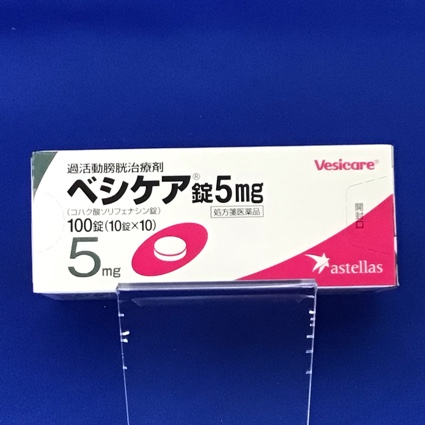 過活動膀胱治療剤
Vesicare®
ベシケア®錠5mg
(コハク酸ソリフェナシン錠)
処方箋医薬品
100錠(10錠×10)
5mg
開封口
astellas